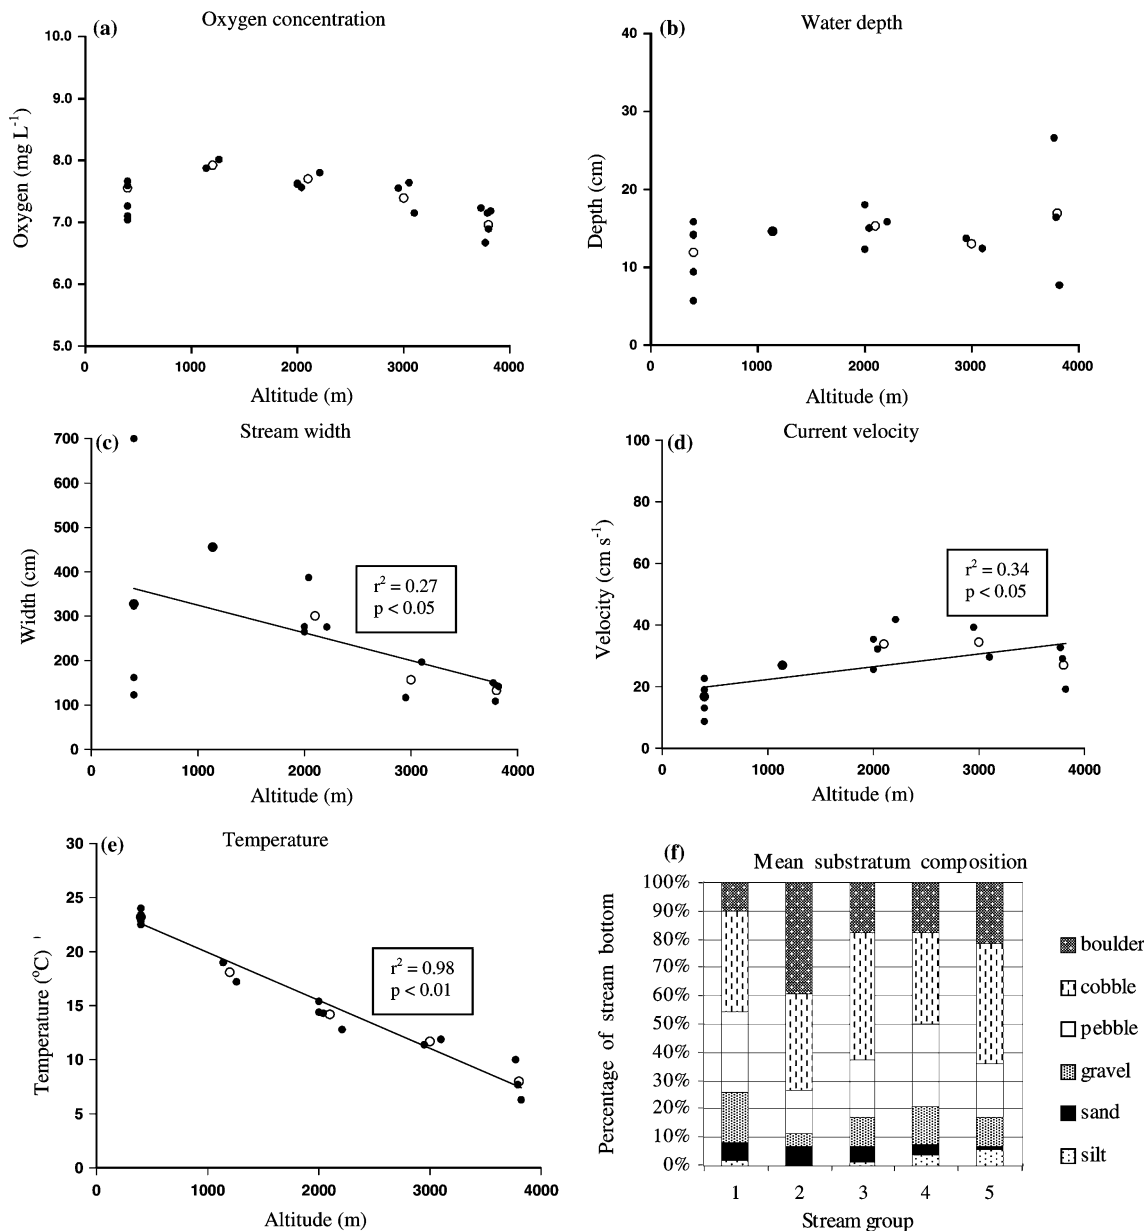 (a) Oxygen concentration
10.0
9.0
8.0
7.0
6.0
5.0
Oxygen (mg L⁻¹)
0 1000 2000 3000 4000
Altitude (m)
(b) Water depth
40
30
20
10
0
Depth (cm)
0 1000 2000 3000 4000
Altitude (m)
(c) Stream width
700
600
500
400
300
200
100
0
Width (cm)
r² = 0.27
p < 0.05
0 1000 2000 3000 4000
Altitude (m)
(d) Current velocity
100
80
60
40
20
0
Velocity (cm s⁻¹)
r² = 0.34
p < 0.05
0 1000 2000 3000 4000
Altitude (m)
(e) Temperature
30
25
20
15
10
5
0
Temperature (°C)
r² = 0.98
p < 0.01
0 1000 2000 3000 4000
Altitude (m)
(f) Mean substratum composition
100%
90%
80%
70%
60%
50%
40%
30%
20%
10%
0%
Percentage of stream bottom
1 2 3 4 5
Stream group
boulder
cobble
pebble
gravel
sand
silt